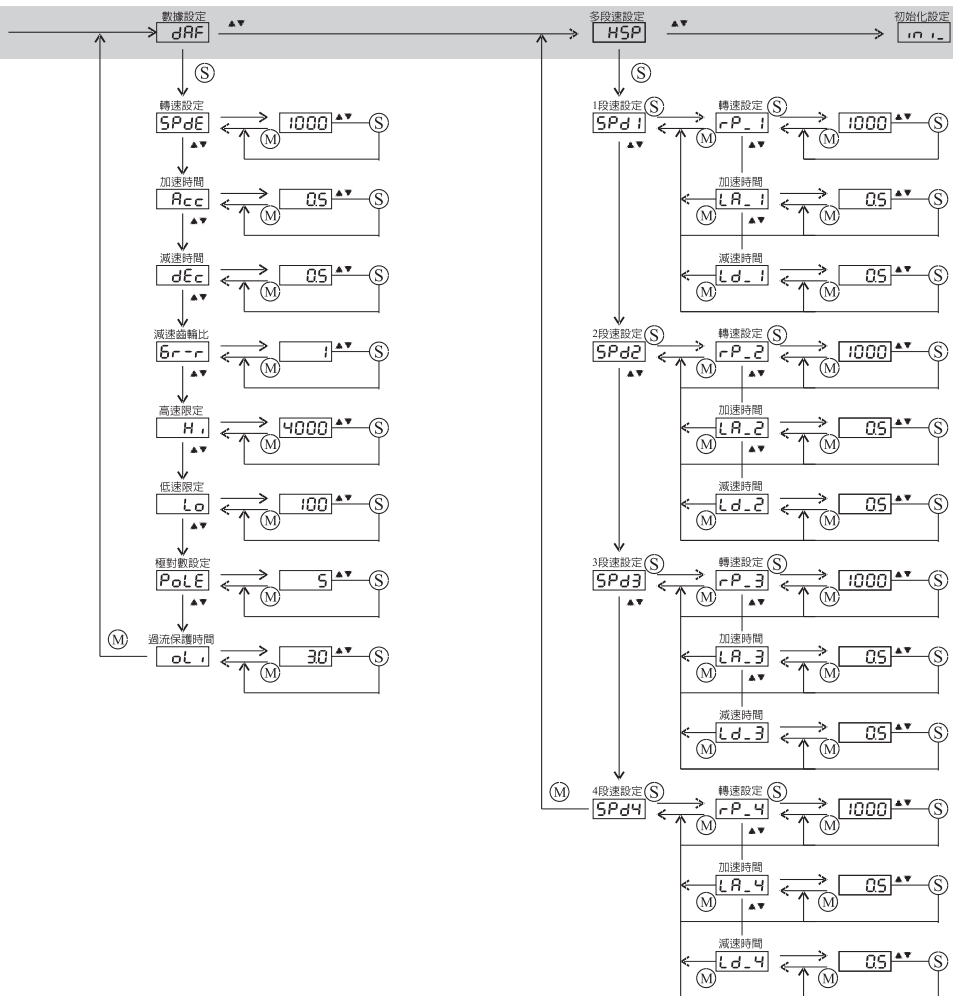 數據設定
dAF
▲▼
多段速設定
HSP
▲▼
初始化設定
ini_
S
S
轉速設定
SPdE
M
1000
▲▼
S
▲▼
加速時間
Acc
M
0.5
▲▼
S
▲▼
減速時間
dEc
M
0.5
▲▼
S
▲▼
減速齒輪比
Gr-r
M
1
▲▼
S
▲▼
高速限定
Hi
M
4000
▲▼
S
▲▼
低速限定
Lo
M
100
▲▼
S
▲▼
極對數設定
PoLE
M
5
▲▼
S
▲▼
M
過流保護時間
oLi
M
3.0
▲▼
S
1段速設定
S
SPd1
M
轉速設定
S
rP_1
M
1000
▲▼
S
▲▼
▲▼
加速時間
LA_1
M
M
0.5
▲▼
S
▲▼
減速時間
Ld_1
M
M
0.5
▲▼
S
2段速設定
S
SPd2
M
轉速設定
S
rP_2
M
1000
▲▼
S
▲▼
▲▼
加速時間
LA_2
M
M
0.5
▲▼
S
▲▼
減速時間
Ld_2
M
M
0.5
▲▼
S
3段速設定
S
SPd3
M
轉速設定
S
rP_3
M
1000
▲▼
S
▲▼
▲▼
加速時間
LA_3
M
M
0.5
▲▼
S
▲▼
減速時間
Ld_3
M
M
0.5
▲▼
S
M
4段速設定
S
SPd4
M
轉速設定
S
rP_4
M
1000
▲▼
S
▲▼
加速時間
LA_4
M
M
0.5
▲▼
S
▲▼
減速時間
Ld_4
M
M
0.5
▲▼
S